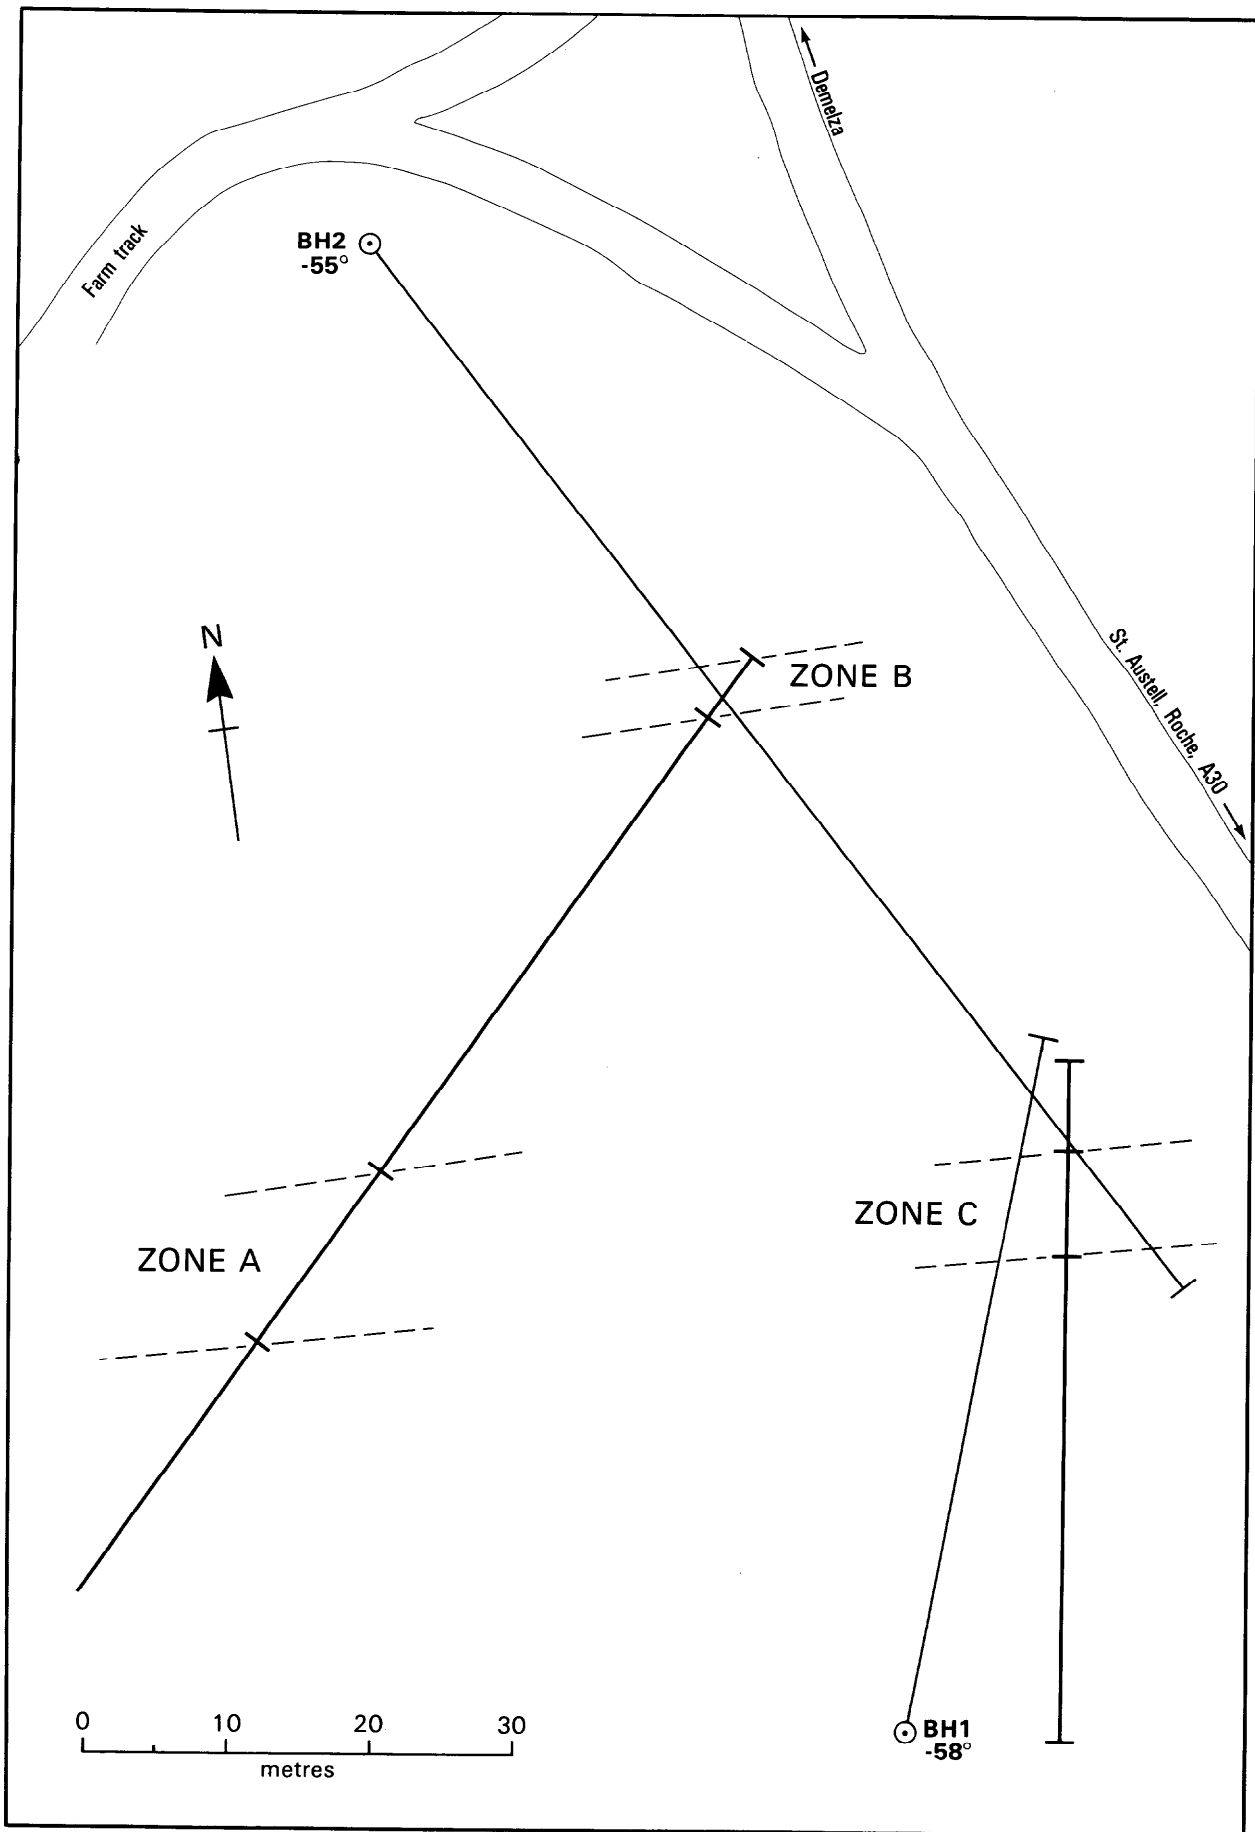 Demelza
Farm track
BH2
-55°
N
ZONE B
St. Austell, Roche, A30
ZONE C
ZONE A
0 10 20 30
metres
BH1
-58°